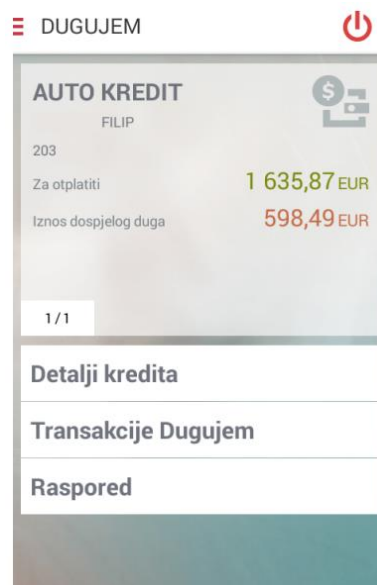 DUGUJEM
AUTO KREDIT
FILIP
203
Za otplatiti 1 635,87 EUR
Iznos dospjelog duga 598,49 EUR
1/1
Detalji kredita
Transakcije Dugujem
Raspored